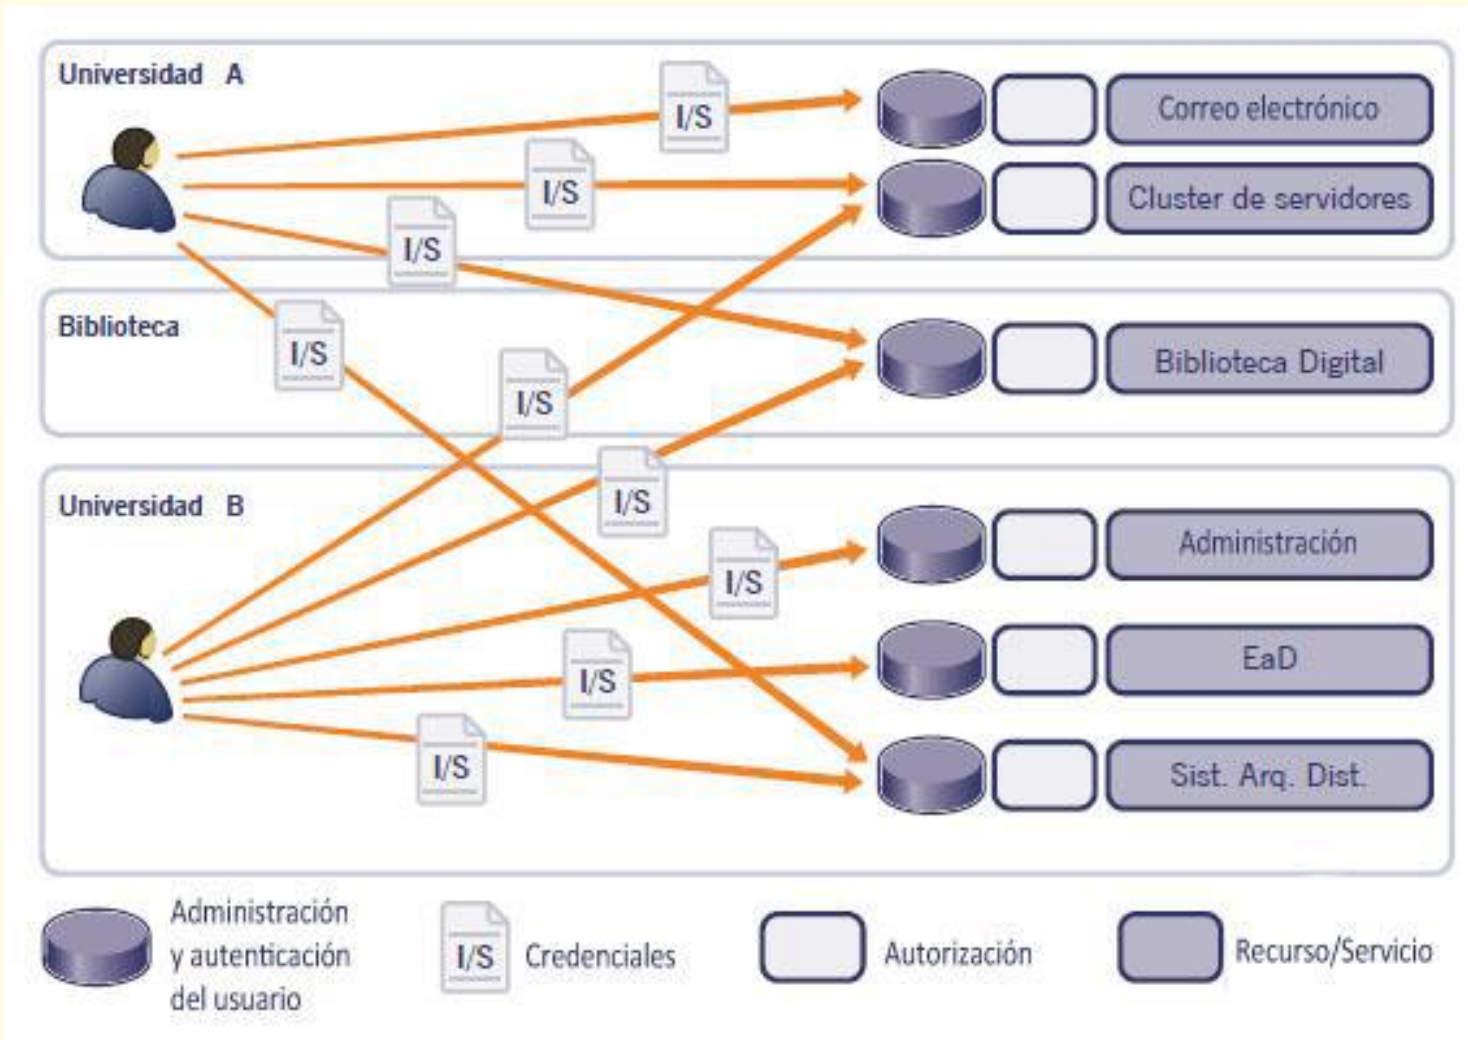 Universidad A
I/S
Correo electrónico
I/S
Cluster de servidores
I/S
Biblioteca
I/S
I/S
Biblioteca Digital
I/S
Universidad B
I/S
Administración
I/S
EaD
I/S
Sist. Arq. Dist.
Administración
y autenticación
del usuario
I/S
Credenciales
Autorización
Recurso/Servicio